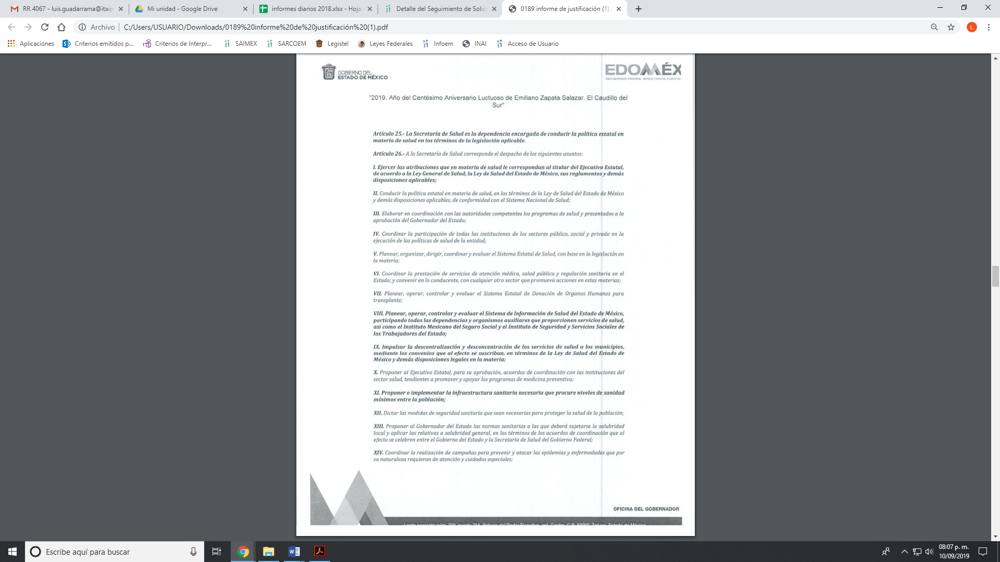 RR 4067 - luis.guadarrama@itaip
Mi unidad - Google Drive
informes diarios 2018.xlsx - Hoja
Detalle del Seguimiento de Solici
0189 informe de justificación (1).
Archivo
C:/Users/USUARIO/Downloads/0189%20informe%20de%20justificación%20(1).pdf
L
Aplicaciones
Criterios emitidos p...
Criterios de Interpr...
SAIMEX
SARCOEM
Legistel
Leyes Federales
Infoem
INAI
Acceso de Usuario
GOBIERNO DEL
ESTADO DE MÉXICO
EDOMÉX
DECISIONES FIRMES, RESULTADOS FUERTES
"2019. Año del Centésimo Aniversario Luctuoso de Emiliano Zapata Salazar. El Caudillo del
Sur"
Artículo 25.- La Secretaría de Salud es la dependencia encargada de conducir la política estatal en
materia de salud en los términos de la legislación aplicable.
Artículo 26.- A la Secretaría de Salud corresponde el despacho de los siguientes asuntos:
I. Ejercer las atribuciones que en materia de salud le correspondan al titular del Ejecutivo Estatal,
de acuerdo a la Ley General de Salud, la Ley de Salud del Estado de México, sus reglamentos y demás
disposiciones aplicables;
II. Conducir la política estatal en materia de salud, en los términos de la Ley de Salud del Estado de México
y demás disposiciones aplicables, de conformidad con el Sistema Nacional de Salud;
III. Elaborar en coordinación con las autoridades competentes los programas de salud y presentados a la
aprobación del Gobernador del Estado;
IV. Coordinar la participación de todas las instituciones de los sectores público, social y privado en la
ejecución de las políticas de salud de la entidad;
V. Planear, organizar, dirigir, coordinar y evaluar el Sistema Estatal de Salud, con base en la legislación en
la materia;
VI. Coordinar la prestación de servicios de atención médica, salud pública y regulación sanitaria en el
Estado; y convenir en lo conducente, con cualquier otro sector que promueva acciones en estas materias;
VII. Planear, operar, controlar y evaluar el Sistema Estatal de Donación de Organos Humanos para
transplante;
VIII. Planear, operar, controlar y evaluar el Sistema de Información de Salud del Estado de México,
participando todas las dependencias y organismos auxiliares que proporcionen servicios de salud,
así como el Instituto Mexicano del Seguro Social y el Instituto de Seguridad y Servicios Sociales de
los Trabajadores del Estado;
IX. Impulsar la descentralización y desconcentración de los servicios de salud a los municipios,
mediante los convenios que al efecto se suscriban, en términos de la Ley de Salud del Estado de
México y demás disposiciones legales en la materia;
X. Proponer al Ejecutivo Estatal, para su aprobación, acuerdos de coordinación con las instituciones del
sector salud, tendientes a promover y apoyar los programas de medicina preventiva;
XI. Proponer e implementar la infraestructura sanitaria necesaria que procure niveles de sanidad
mínimos entre la población;
XII. Dictar las medidas de seguridad sanitaria que sean necesarias para proteger la salud de la población;
XIII. Proponer al Gobernador del Estado las normas sanitarias a las que deberá sujetarse la salubridad
local y aplicar las relativas a salubridad general, en los términos de los acuerdos de coordinación que al
efecto se celebren entre el Gobierno del Estado y la Secretaría de Salud del Gobierno Federal;
XIV. Coordinar la realización de campañas para prevenir y atacar las epidemias y enfermedades que por
su naturaleza requieran de atención y cuidados especiales;
OFICINA DEL GOBERNADOR
Lerdo poniente núm. 300, puerta 216, Palacio del Poder Ejecutivo, col. Centro, C.P. 50000, Toluca, Estado de México.
Escribe aquí para buscar
08:07 p. m.
10/09/2019